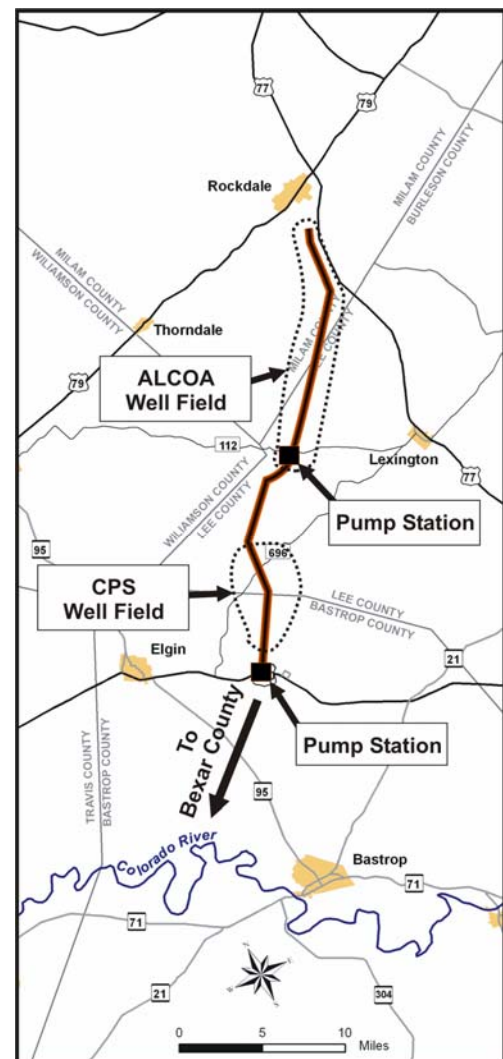 77
79
Rockdale
MILAM COUNTY
BURLESON COUNTY
MILAM COUNTY
WILIAMSON COUNTY
Thorndale
MILAM COUNTY
LEE COUNTY
ALCOA
Well Field
79
112
Lexington
77
WILIAMSON COUNTY
LEE COUNTY
Pump Station
95
696
CPS
Well Field
LEE COUNTY
BASTROP COUNTY
Elgin
21
To
Bexar County
Pump Station
TRAVIS COUNTY
BASTROP COUNTY
95
Colorado River
Bastrop
71
71
21
304
0 5 10
Miles